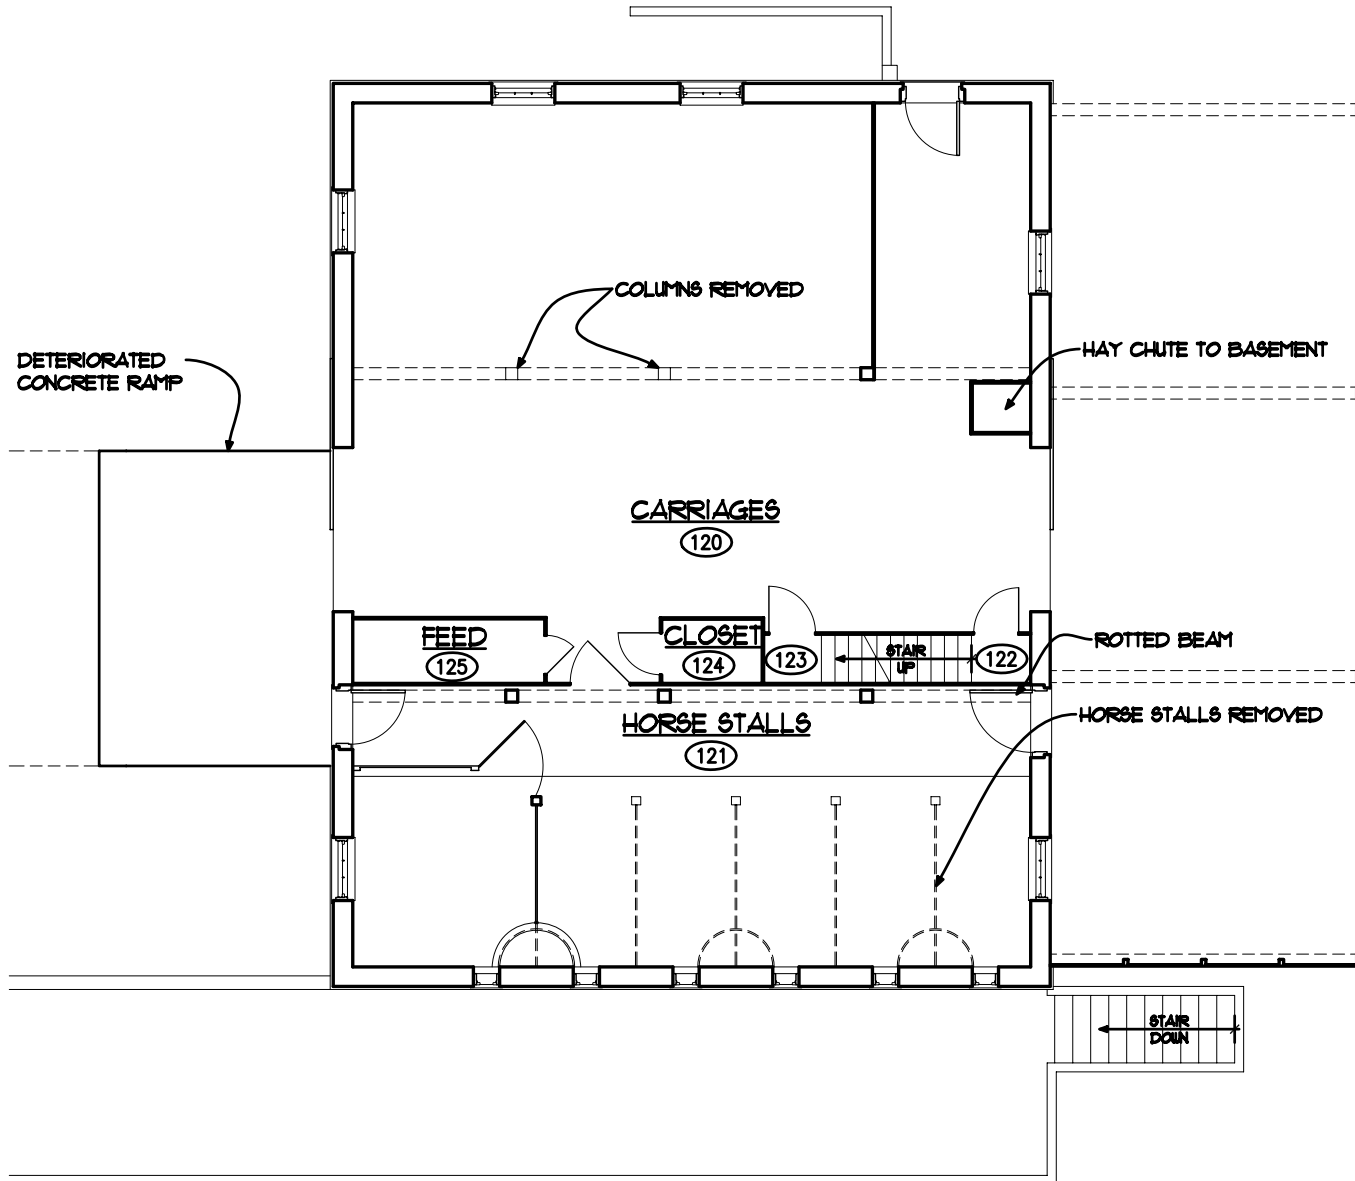 COLUMNS REMOVED
DETERIORATED
CONCRETE RAMP
HAY CHUTE TO BASEMENT
CARRIAGES
120
FEED
125
CLOSET
124
123
STAIR
UP
122
ROTTED BEAM
HORSE STALLS
121
HORSE STALLS REMOVED
STAIR
DOWN